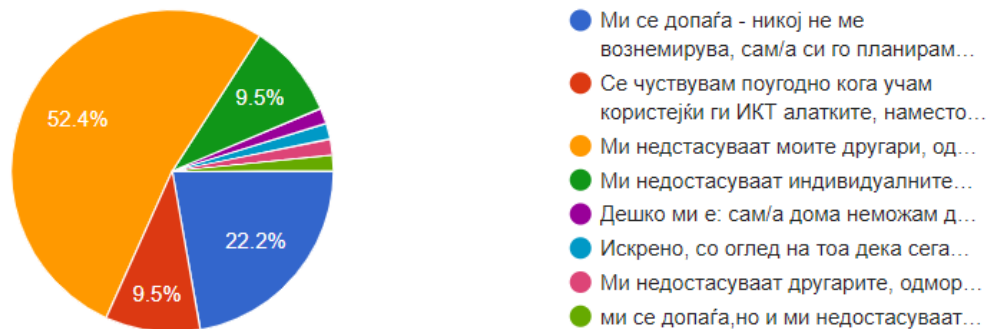 52.4%
9.5%
22.2%
9.5%
Ми се допаѓа - никој не ме
вознемирува, сам/а си го планирам...
Се чуствувам поугодно кога учам
користејќи ги ИКТ алатките, наместо...
Ми недстасуваат моите другари, од...
Ми недостасуваат индивидуалните...
Дешко ми е: сам/а дома неможам д...
Искрено, со оглед на тоа дека сега...
Ми недостасуваат другарите, одмор...
ми се допаѓа,но и ми недостасуваат...